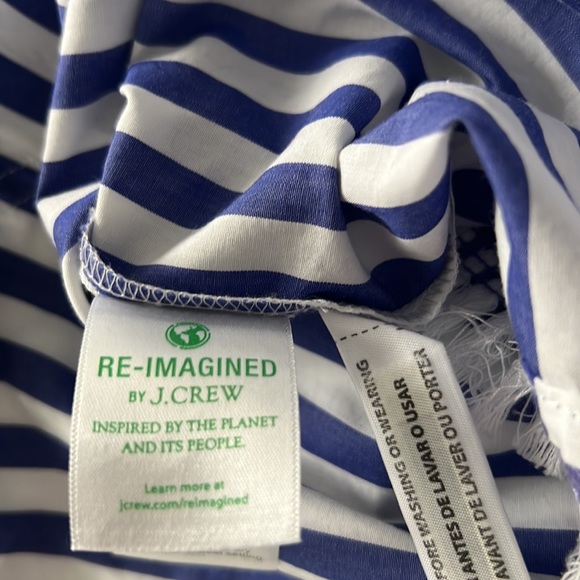 RE-IMAGINED
BY J.CREW
INSPIRED BY THE PLANET
AND ITS PEOPLE.
Learn more at
jcrew.com/reimagined
WASHING OR WEARING
ANTES DE LAVAR O USAR
AVANT DE LAVER OU PORTER